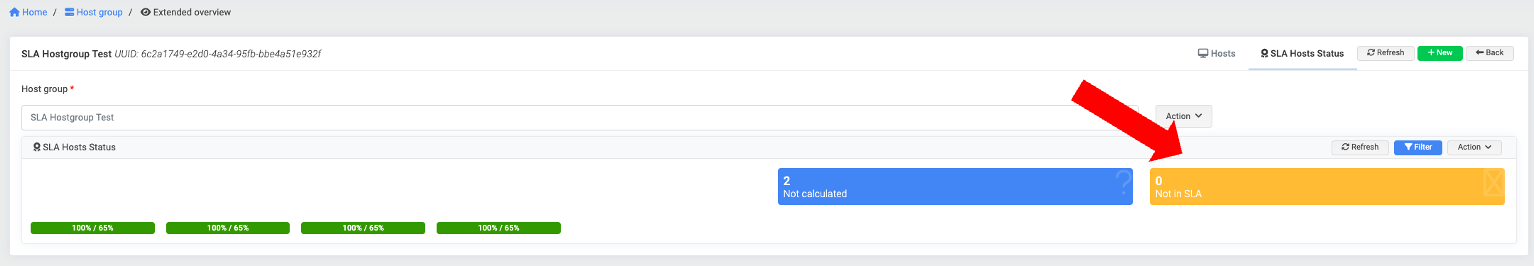 Home / Host group / Extended overview
SLA Hostgroup Test UUID: 6c2a1749-e2d0-4a34-95fb-bbe4a51e932f Hosts SLA Hosts Status Refresh + New Back
Host group *
SLA Hostgroup Test Action
SLA Hosts Status Refresh Filter Action
2 0
Not calculated Not in SLA
100% / 65% 100% / 65% 100% / 65% 100% / 65%